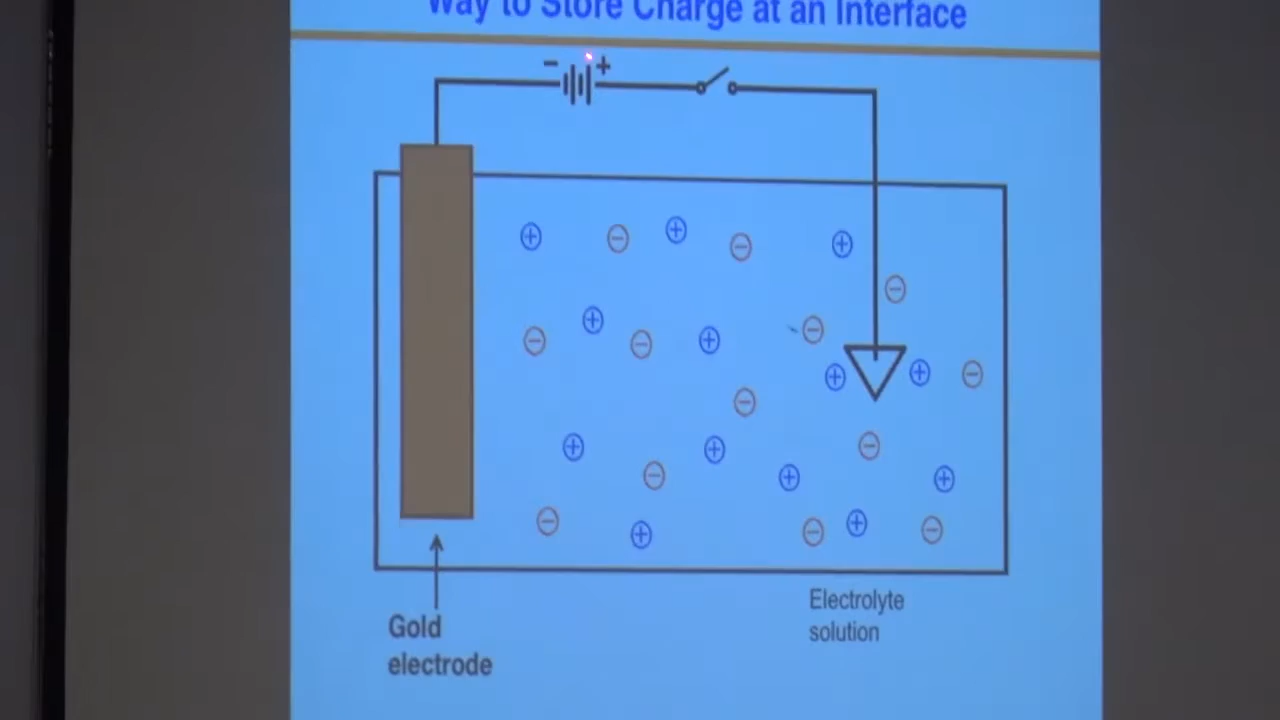 Way to Store Charge at an Interface
− +
Electrolyte
solution
Gold
electrode